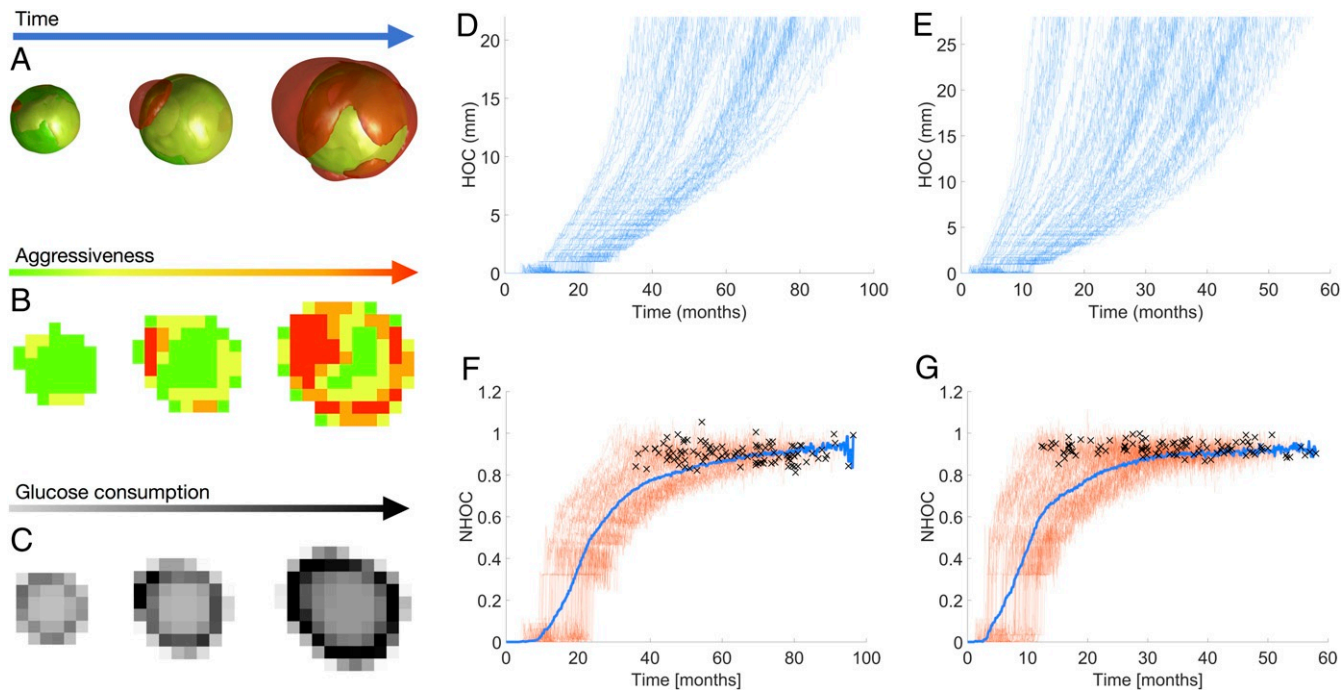 Time
A
Aggressiveness
B
Glucose consumption
C
D
HOC (mm)
20
15
10
5
0
0 20 40 60 80 100
Time (months)
E
HOC (mm)
25
20
15
10
5
0
0 10 20 30 40 50 60
Time (months)
F
NHOC
1.2
1
0.8
0.6
0.4
0.2
0
0 20 40 60 80 100
Time [months]
G
NHOC
1.2
1
0.8
0.6
0.4
0.2
0
0 10 20 30 40 50 60
Time [months]